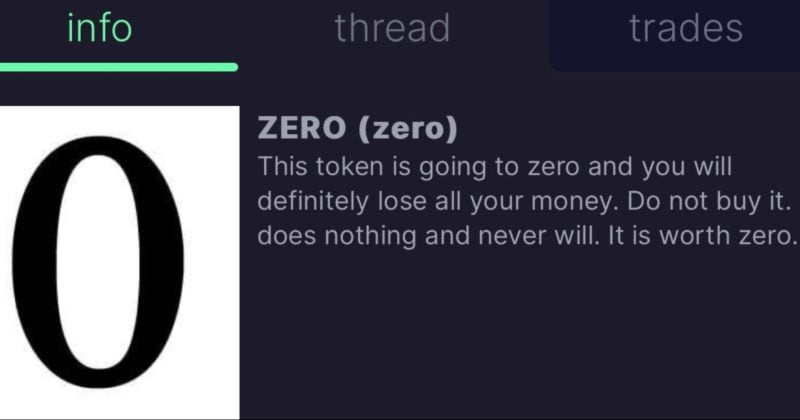 info thread trades
0
ZERO (zero)
This token is going to zero and you will
definitely lose all your money. Do not buy it.
does nothing and never will. It is worth zero.